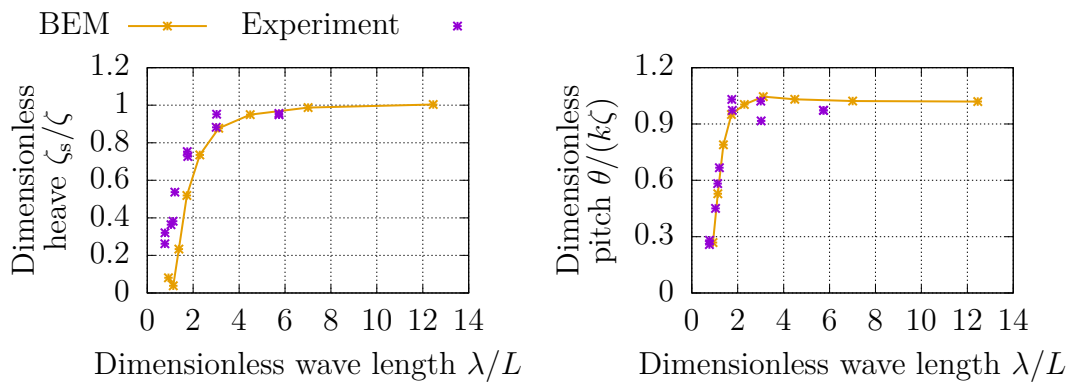 BEM Experiment
Dimensionless heave ζₛ/ζ
1.2
1
0.8
0.6
0.4
0.2
0
0 2 4 6 8 10 12 14
Dimensionless wave length λ/L
Dimensionless pitch θ/(kζ)
1.2
0.9
0.6
0.3
0
0 2 4 6 8 10 12 14
Dimensionless wave length λ/L